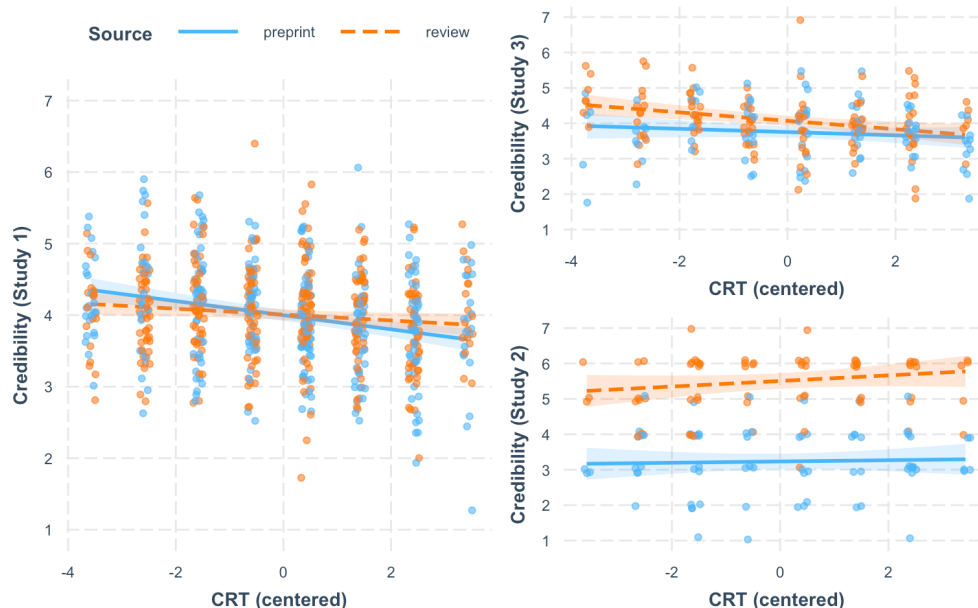 Source preprint review
Credibility (Study 1)
7
6
5
4
3
2
1
-4 -2 0 2
CRT (centered)
Credibility (Study 3)
7
6
5
4
3
2
1
-4 -2 0 2
CRT (centered)
Credibility (Study 2)
7
6
5
4
3
2
1
-2 0 2
CRT (centered)